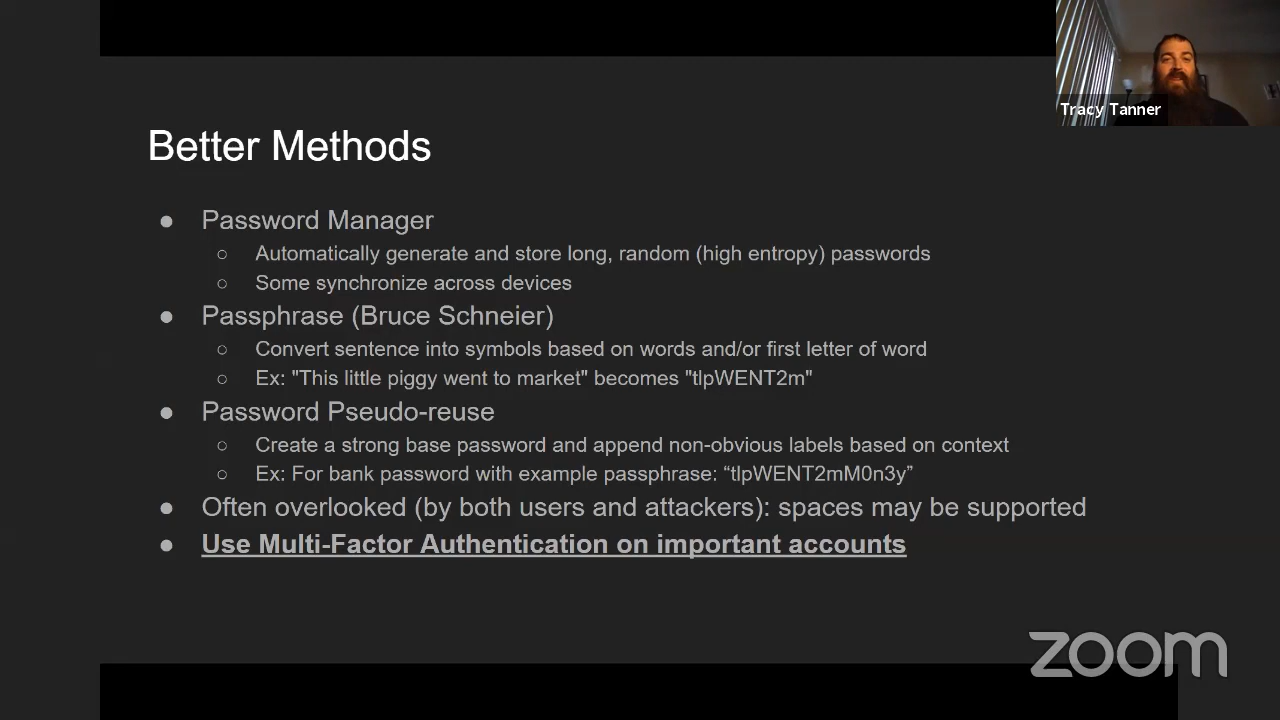 Tracy Tanner
Better Methods
● Password Manager
○ Automatically generate and store long, random (high entropy) passwords
○ Some synchronize across devices
● Passphrase (Bruce Schneier)
○ Convert sentence into symbols based on words and/or first letter of word
○ Ex: "This little piggy went to market" becomes "tlpWENT2m"
● Password Pseudo-reuse
○ Create a strong base password and append non-obvious labels based on context
○ Ex: For bank password with example passphrase: “tlpWENT2mM0n3y”
● Often overlooked (by both users and attackers): spaces may be supported
● Use Multi-Factor Authentication on important accounts
zoom